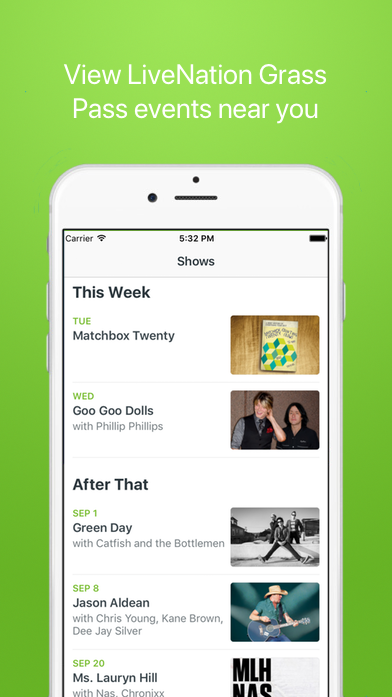 View LiveNation Grass
Pass events near you
Carrier
5:32 PM
Shows
This Week
TUE
Matchbox Twenty
WED
Goo Goo Dolls
with Phillip Phillips
After That
SEP 1
Green Day
with Catfish and the Bottlemen
SEP 8
Jason Aldean
with Chris Young, Kane Brown,
Dee Jay Silver
SEP 20
Ms. Lauryn Hill
with Nas, Chronixx
MLH
NAS